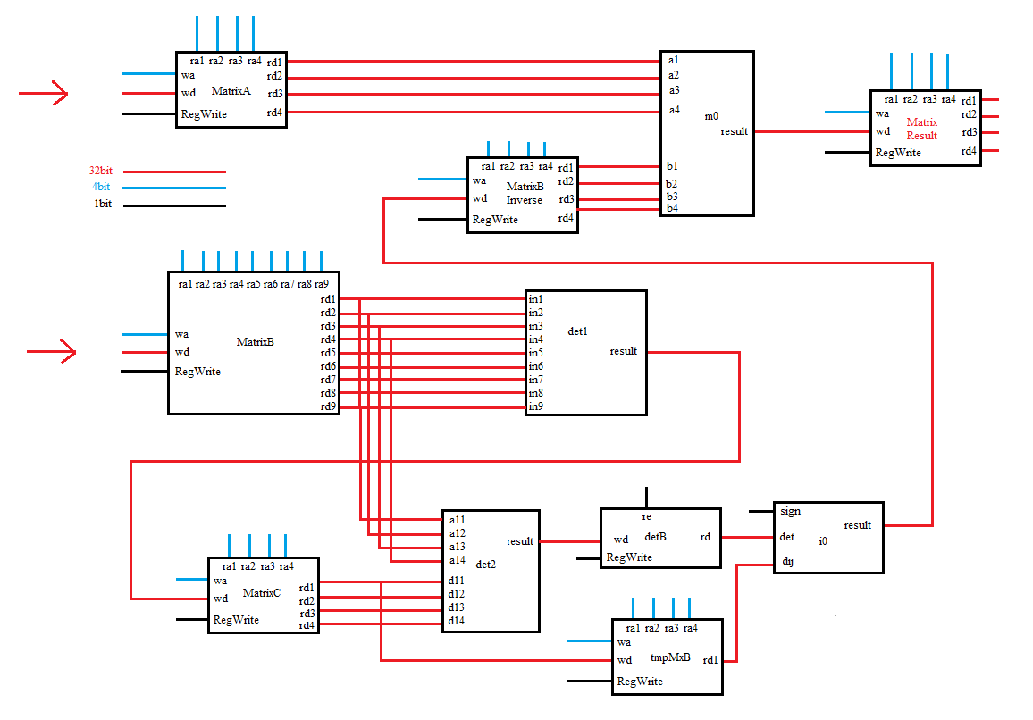 ra1 ra2 ra3 ra4
rd1
wa
rd2
wd
MatrixA
rd3
RegWrite
rd4
a1
a2
a3
a4
m0
result
b1
b2
b3
b4
ra1 ra2 ra3 ra4
rd1
wa
rd2
Matrix
wd
Result
rd3
RegWrite
rd4
32bit
4bit
1bit
ra1 ra2 ra3 ra4
rd1
wa
rd2
MatrixB
wd
Inverse
rd3
RegWrite
rd4
ra1 ra2 ra3 ra4 ra5 ra6 ra7 ra8 ra9
rd1
rd2
rd3
wa
rd4
MatrixB
wd
rd5
rd6
RegWrite
rd7
rd8
rd9
in1
in2
in3
det1
in4
result
in5
in6
in7
in8
in9
a11
a12
a13
result
a14
det2
d11
d12
d13
d14
re
wd
detB
rd
RegWrite
sign
result
det
i0
dij
ra1 ra2 ra3 ra4
wa
rd1
MatrixC
wd
rd2
rd3
RegWrite
rd4
ra1 ra2 ra3 ra4
wa
wd
tmpMxB
rd1
RegWrite